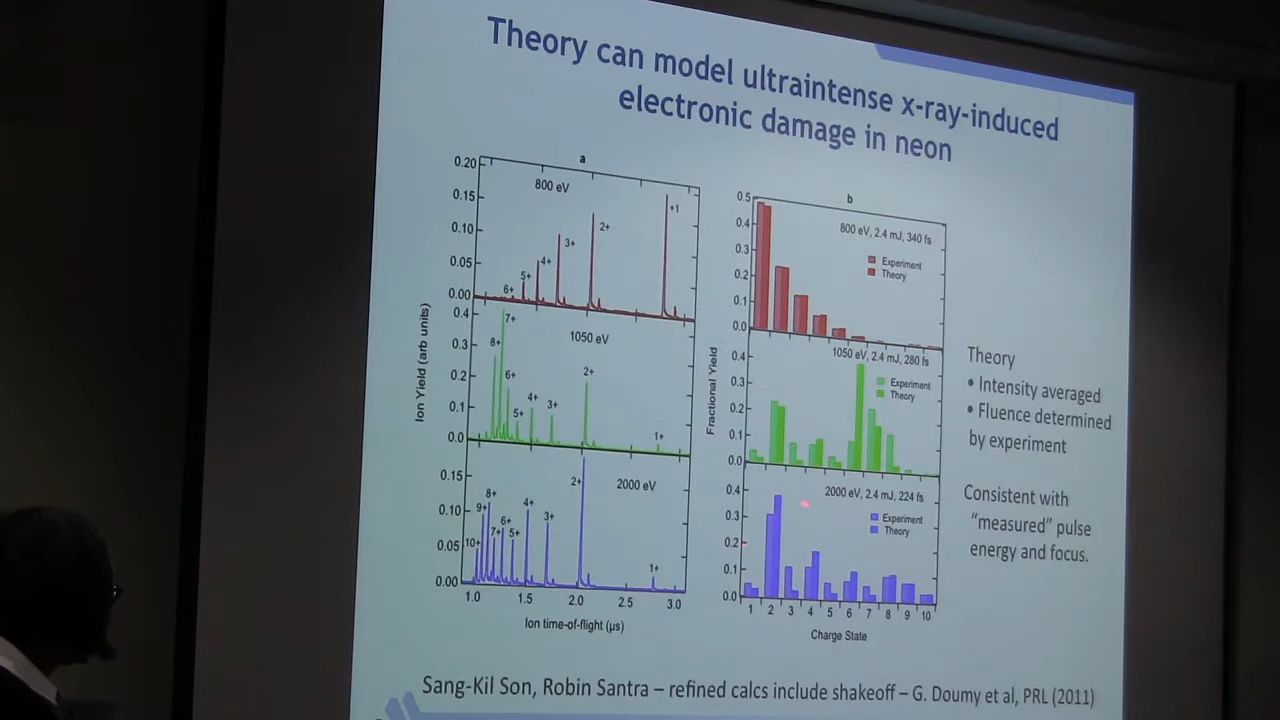 Theory can model ultraintense x-ray-induced
electronic damage in neon
a
800 eV
0.20
0.15
0.10
0.05
0.00
6+
5+
4+
3+
2+
+1
1050 eV
0.4
0.3
0.2
0.1
0.0
8+
7+
6+
5+
4+
3+
2+
1+
2000 eV
0.15
0.10
0.05
0.00
10+
9+
8+
7+
6+
5+
4+
3+
2+
1+
1.0 1.5 2.0 2.5 3.0
Ion time-of-flight (µs)
Ion Yield (arb units)
b
800 eV, 2.4 mJ, 340 fs
Experiment
Theory
0.5
0.4
0.3
0.2
0.1
0.0
1050 eV, 2.4 mJ, 280 fs
Experiment
Theory
0.4
0.3
0.2
0.1
0.0
2000 eV, 2.4 mJ, 224 fs
Experiment
Theory
0.4
0.3
0.2
0.1
0.0
1 2 3 4 5 6 7 8 9 10
Charge State
Fractional Yield
Theory
• Intensity averaged
• Fluence determined
by experiment
Consistent with
“measured” pulse
energy and focus.
Sang-Kil Son, Robin Santra – refined calcs include shakeoff – G. Doumy et al, PRL (2011)